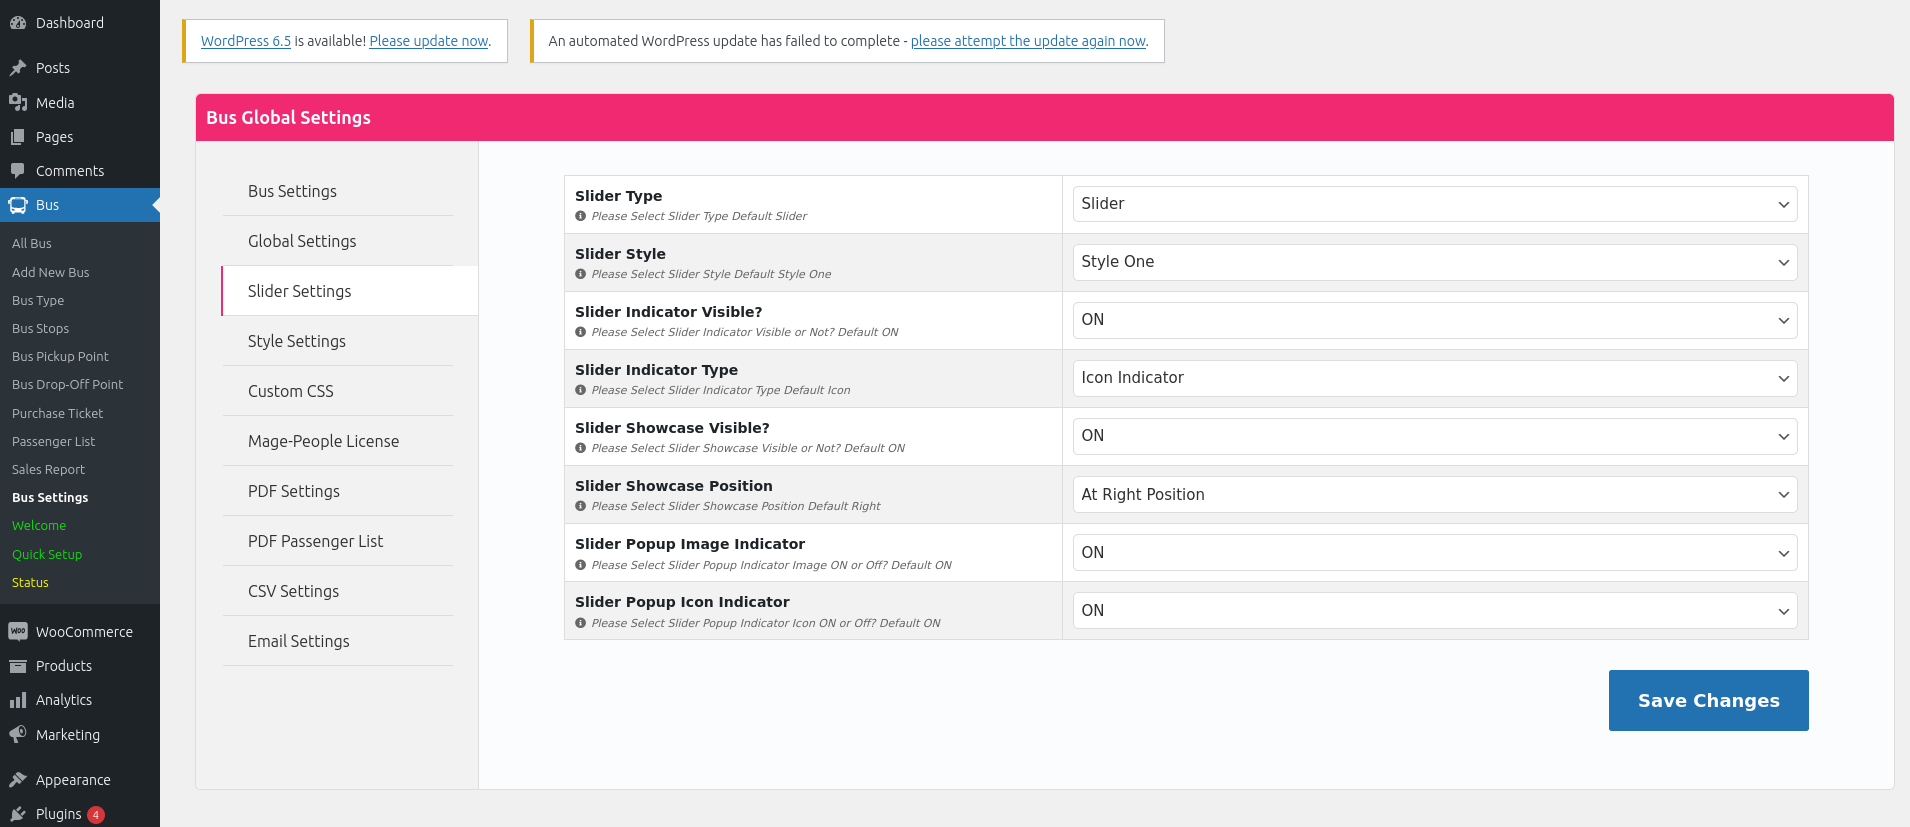 Dashboard
Posts
Media
Pages
Comments
Bus
All Bus
Add New Bus
Bus Type
Bus Stops
Bus Pickup Point
Bus Drop-Off Point
Purchase Ticket
Passenger List
Sales Report
Bus Settings
Welcome
Quick Setup
Status
WooCommerce
Products
Analytics
Marketing
Appearance
Plugins 4
WordPress 6.5 is available! Please update now.
An automated WordPress update has failed to complete - please attempt the update again now.
Bus Global Settings
Bus Settings
Global Settings
Slider Settings
Style Settings
Custom CSS
Mage-People License
PDF Settings
PDF Passenger List
CSV Settings
Email Settings
Slider Type
Please Select Slider Type Default Slider
Slider
Slider Style
Please Select Slider Style Default Style One
Style One
Slider Indicator Visible?
Please Select Slider Indicator Visible or Not? Default ON
ON
Slider Indicator Type
Please Select Slider Indicator Type Default Icon
Icon Indicator
Slider Showcase Visible?
Please Select Slider Showcase Visible or Not? Default ON
ON
Slider Showcase Position
Please Select Slider Showcase Position Default Right
At Right Position
Slider Popup Image Indicator
Please Select Slider Popup Indicator Image ON or Off? Default ON
ON
Slider Popup Icon Indicator
Please Select Slider Popup Indicator Icon ON or Off? Default ON
ON
Save Changes